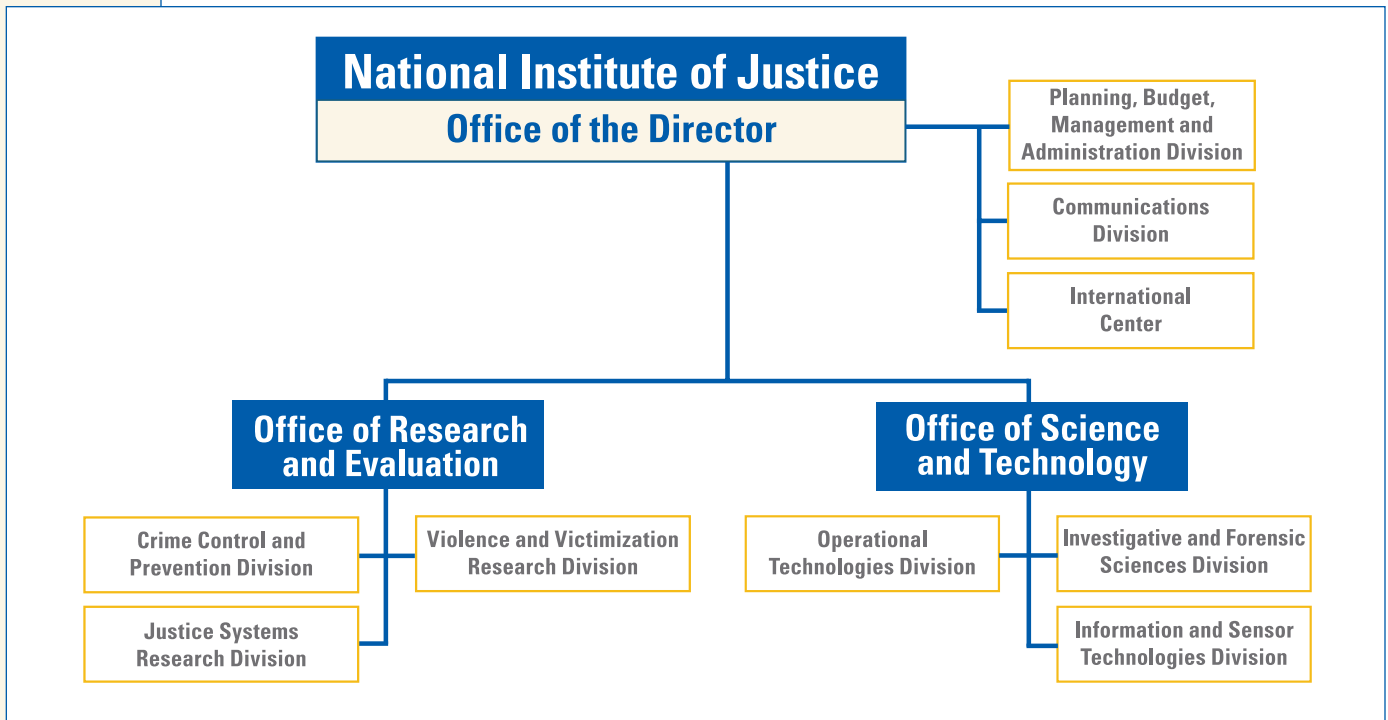 National Institute of Justice
Office of the Director
Planning, Budget,
Management and
Administration Division
Communications
Division
International
Center
Office of Research
and Evaluation
Crime Control and
Prevention Division
Violence and Victimization
Research Division
Justice Systems
Research Division
Office of Science
and Technology
Operational
Technologies Division
Investigative and Forensic
Sciences Division
Information and Sensor
Technologies Division